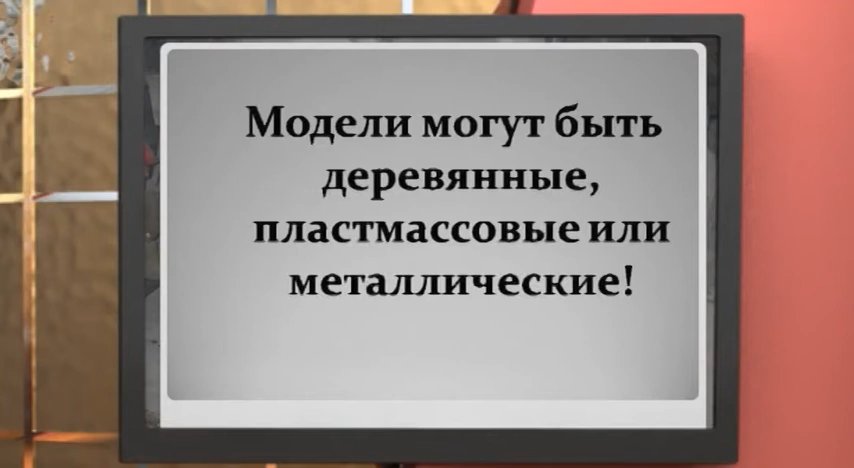 Модели могут быть
деревянные,
пластмассовые или
металлические!